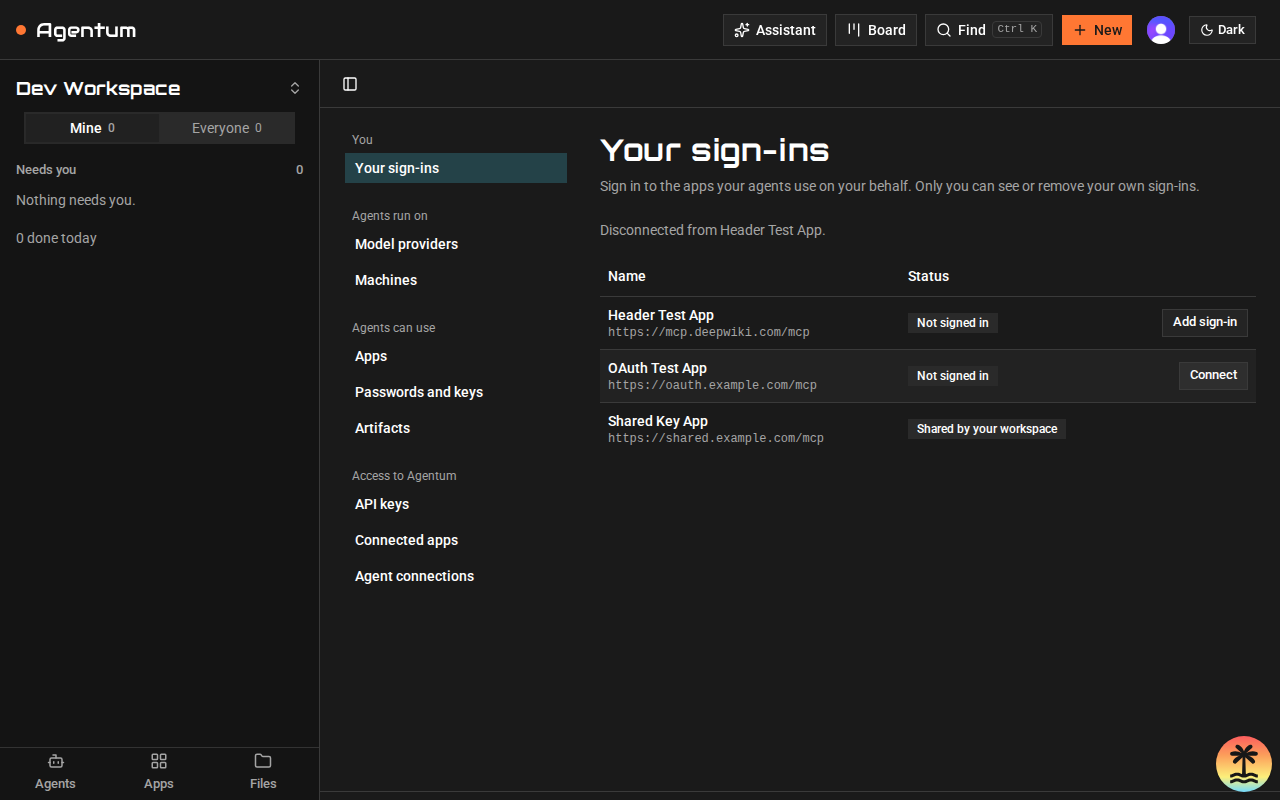 Agentum
Assistant
Board
Find Ctrl K
New
Dark
Dev Workspace
Mine 0
Everyone 0
Needs you 0
Nothing needs you.
0 done today
Agents
Apps
Files
You
Your sign-ins
Agents run on
Model providers
Machines
Agents can use
Apps
Passwords and keys
Artifacts
Access to Agentum
API keys
Connected apps
Agent connections
Your sign-ins
Sign in to the apps your agents use on your behalf. Only you can see or remove your own sign-ins.
Disconnected from Header Test App.
Name Status
Header Test App
https://mcp.deepwiki.com/mcp
Not signed in
Add sign-in
OAuth Test App
https://oauth.example.com/mcp
Not signed in
Connect
Shared Key App
https://shared.example.com/mcp
Shared by your workspace